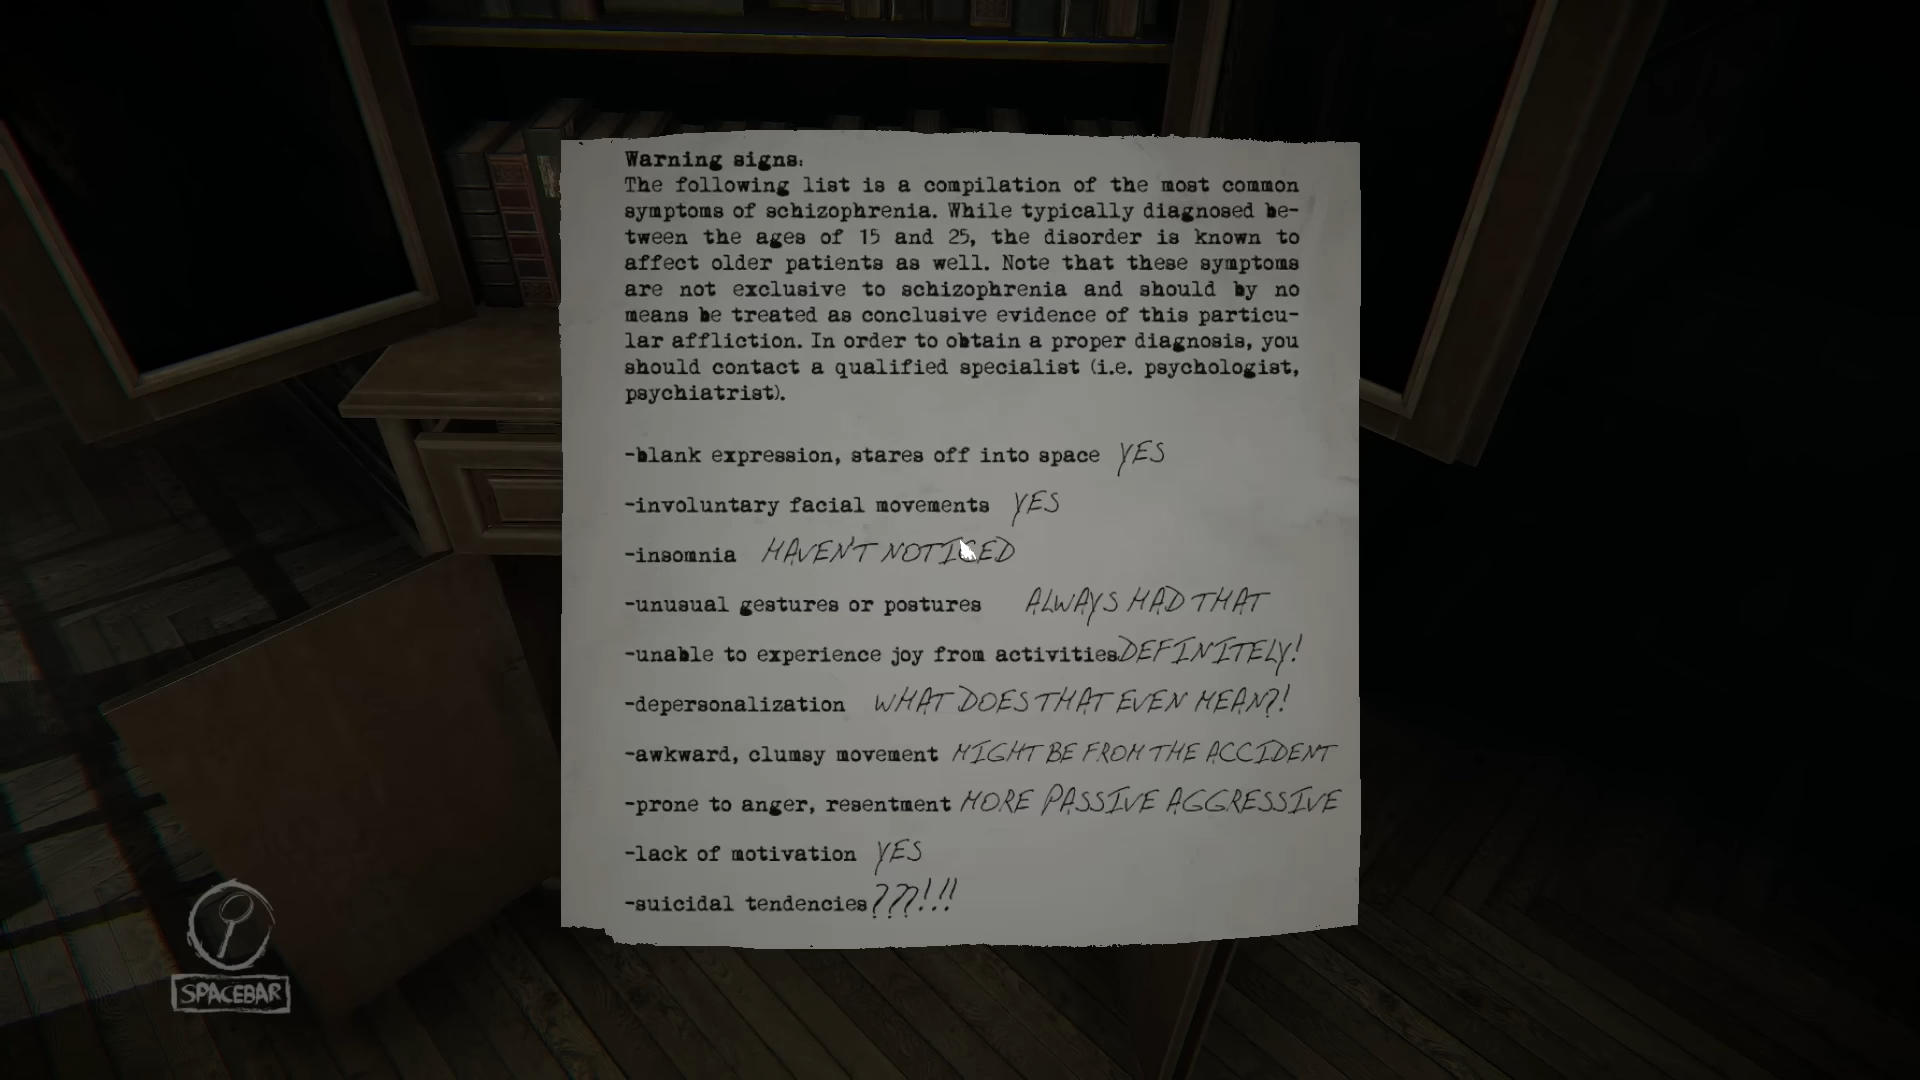 Warning signs:
The following list is a compilation of the most common
symptoms of schizophrenia. While typically diagnosed be-
tween the ages of 15 and 25, the disorder is known to
affect older patients as well. Note that these symptoms
are not exclusive to schizophrenia and should by no
means be treated as conclusive evidence of this particu-
lar affliction. In order to obtain a proper diagnosis, you
should contact a qualified specialist (i.e. psychologist,
psychiatrist).
-blank expression, stares off into space YES
-involuntary facial movements YES
-insomnia HAVEN'T NOTICED
-unusual gestures or postures ALWAYS HAD THAT
-unable to experience joy from activities DEFINITELY!
-depersonalization WHAT DOES THAT EVEN MEAN?!
-awkward, clumsy movement MIGHT BE FROM THE ACCIDENT
-prone to anger, resentment MORE PASSIVE AGGRESSIVE
-lack of motivation YES
-suicidal tendencies ???!!!
SPACEBAR